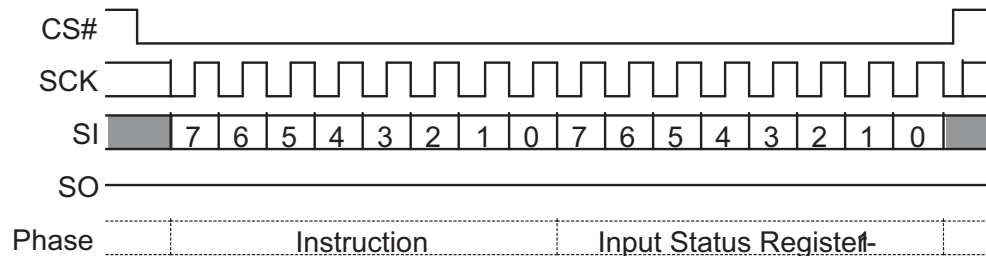 CS#
SCK
SI 7 6 5 4 3 2 1 0 7 6 5 4 3 2 1 0
SO
Phase Instruction Input Status Register-1